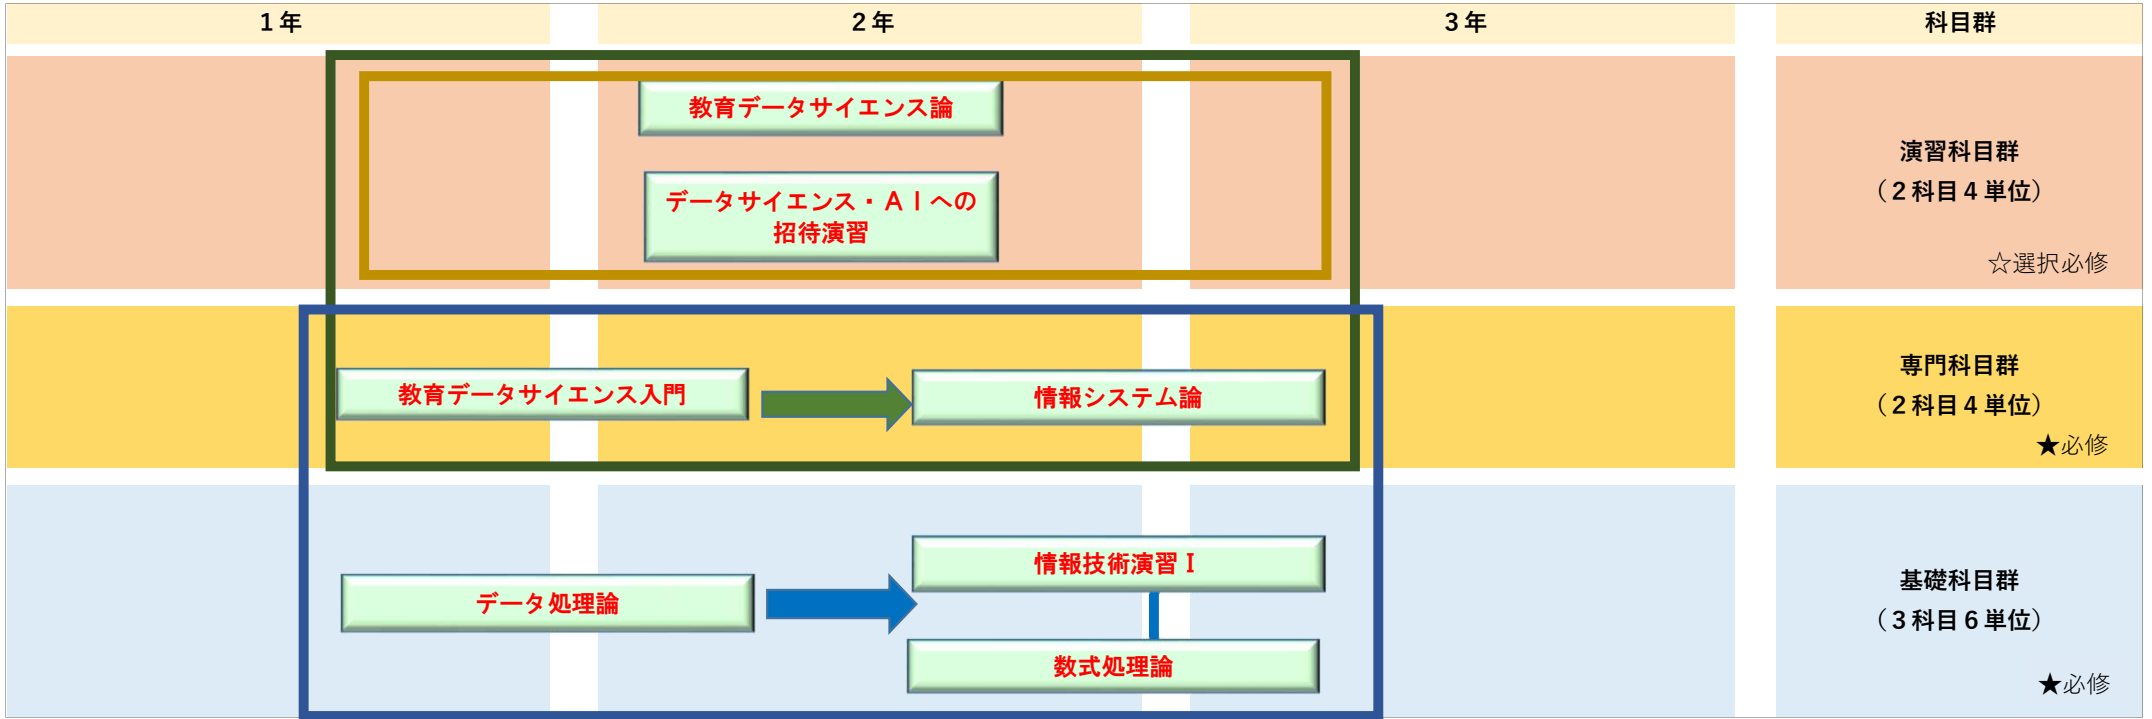 1年
2年
3年
科目群
教育データサイエンス論
データサイエンス・AIへの
招待演習
演習科目群
（2科目4単位）
☆選択必修
教育データサイエンス入門
情報システム論
専門科目群
（2科目4単位）
★必修
データ処理論
情報技術演習Ⅰ
数式処理論
基礎科目群
（3科目6単位）
★必修